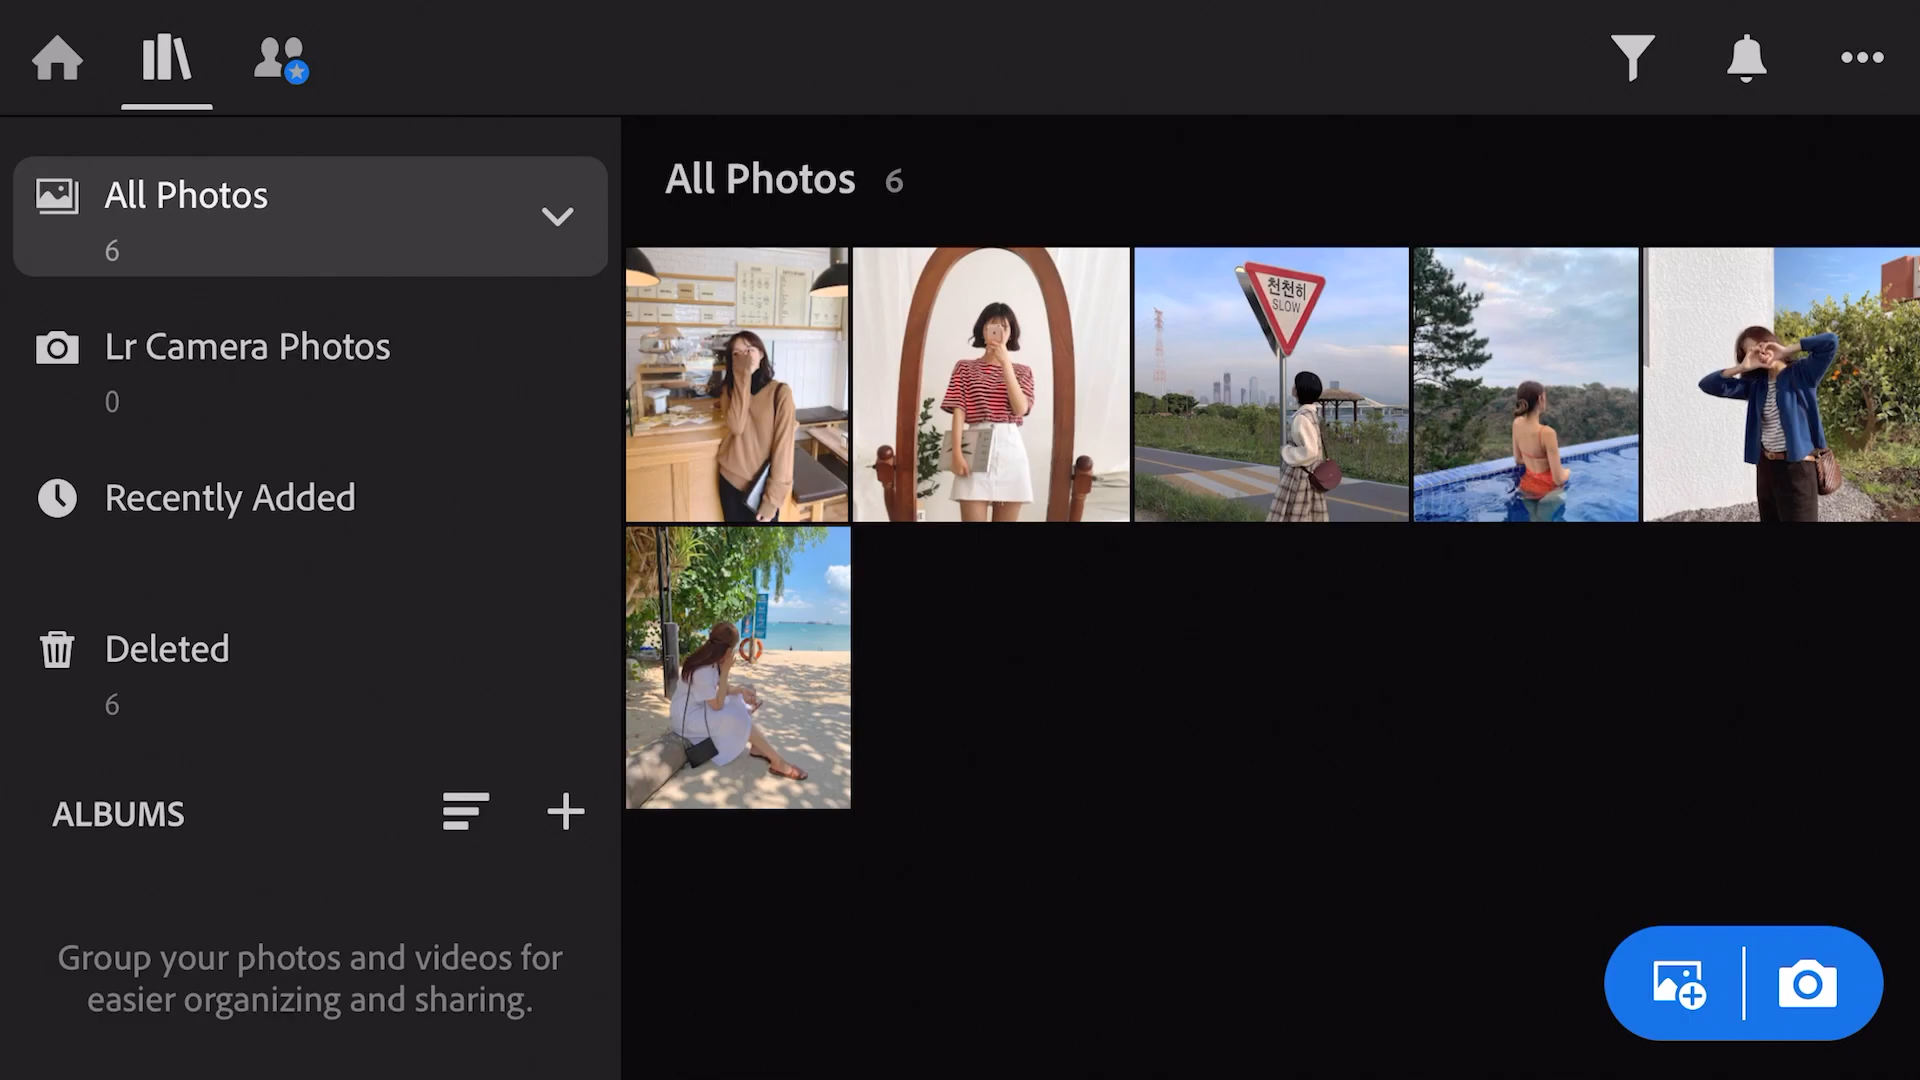 All Photos
6
Lr Camera Photos
0
Recently Added
Deleted
6
ALBUMS
Group your photos and videos for
easier organizing and sharing.
All Photos 6
천천히
SLOW